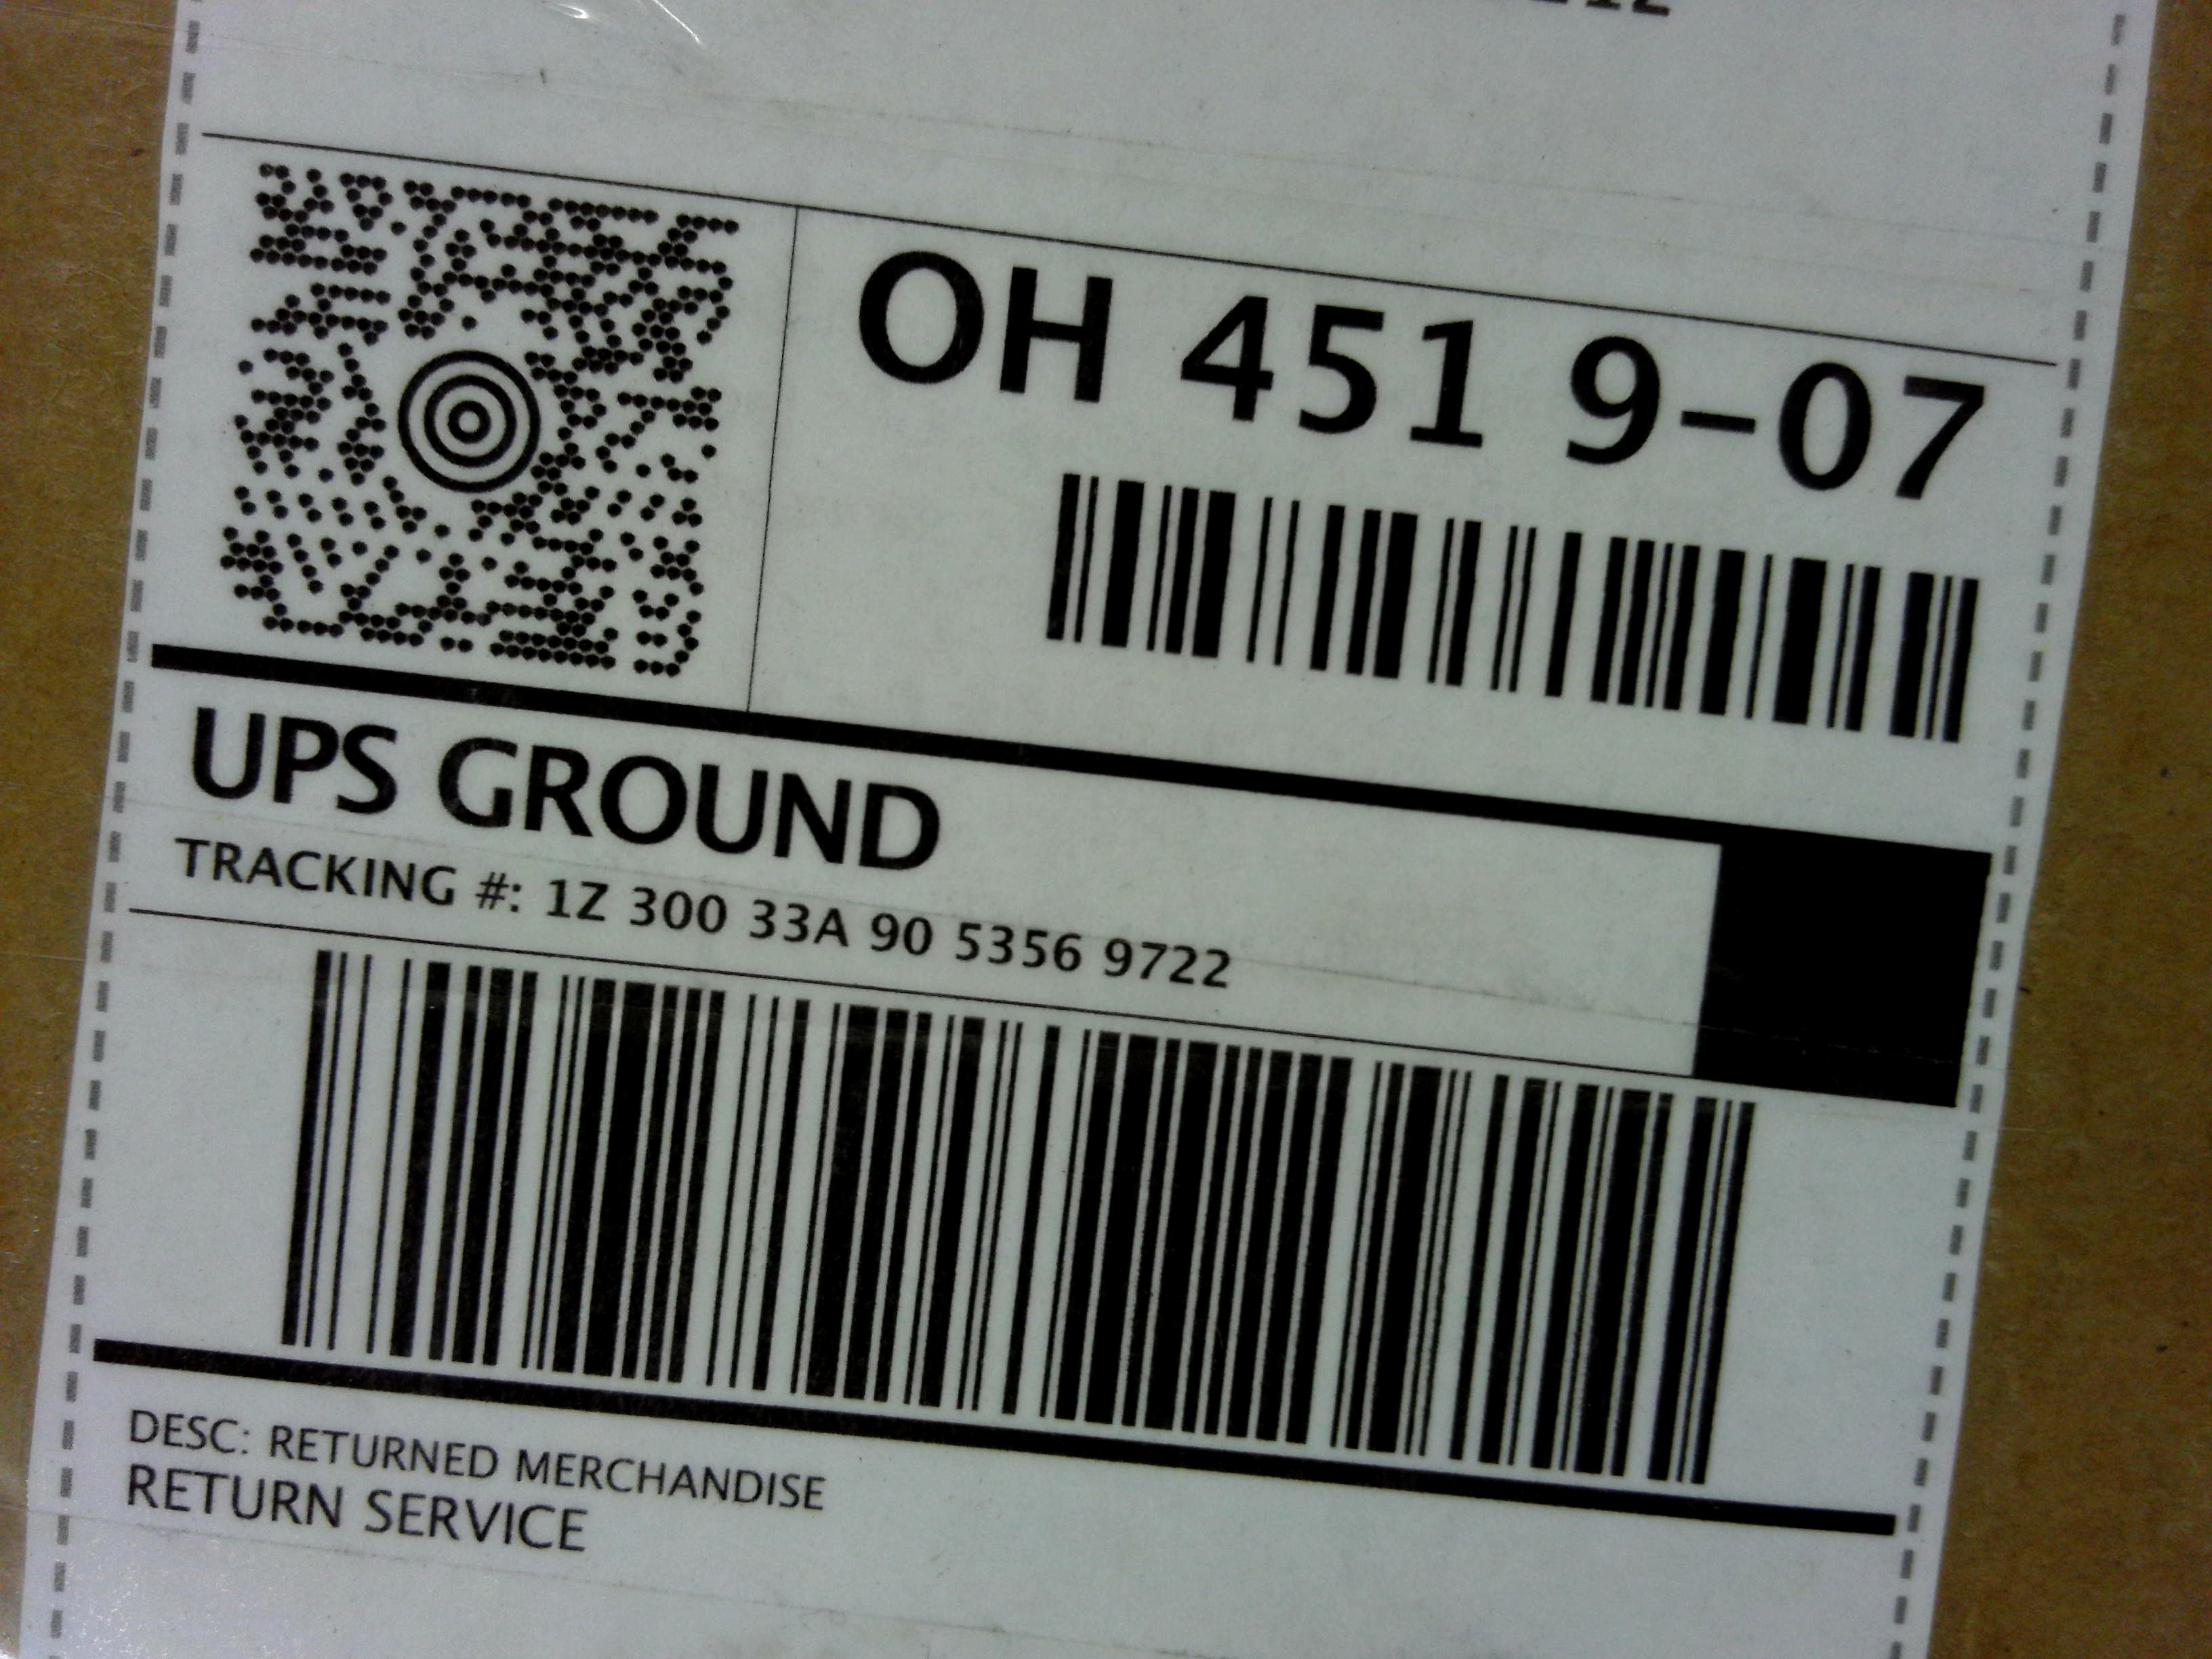 OH 451 9-07
UPS GROUND
TRACKING #: 1Z 300 33A 90 5356 9722
DESC: RETURNED MERCHANDISE
RETURN SERVICE